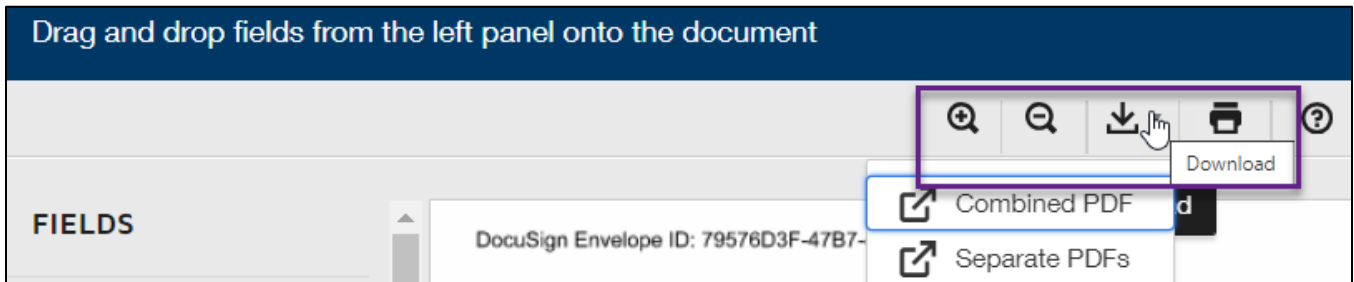 Drag and drop fields from the left panel onto the document
Download
FIELDS
Combined PDF
DocuSign Envelope ID: 79576D3F-47B7-
Separate PDFs